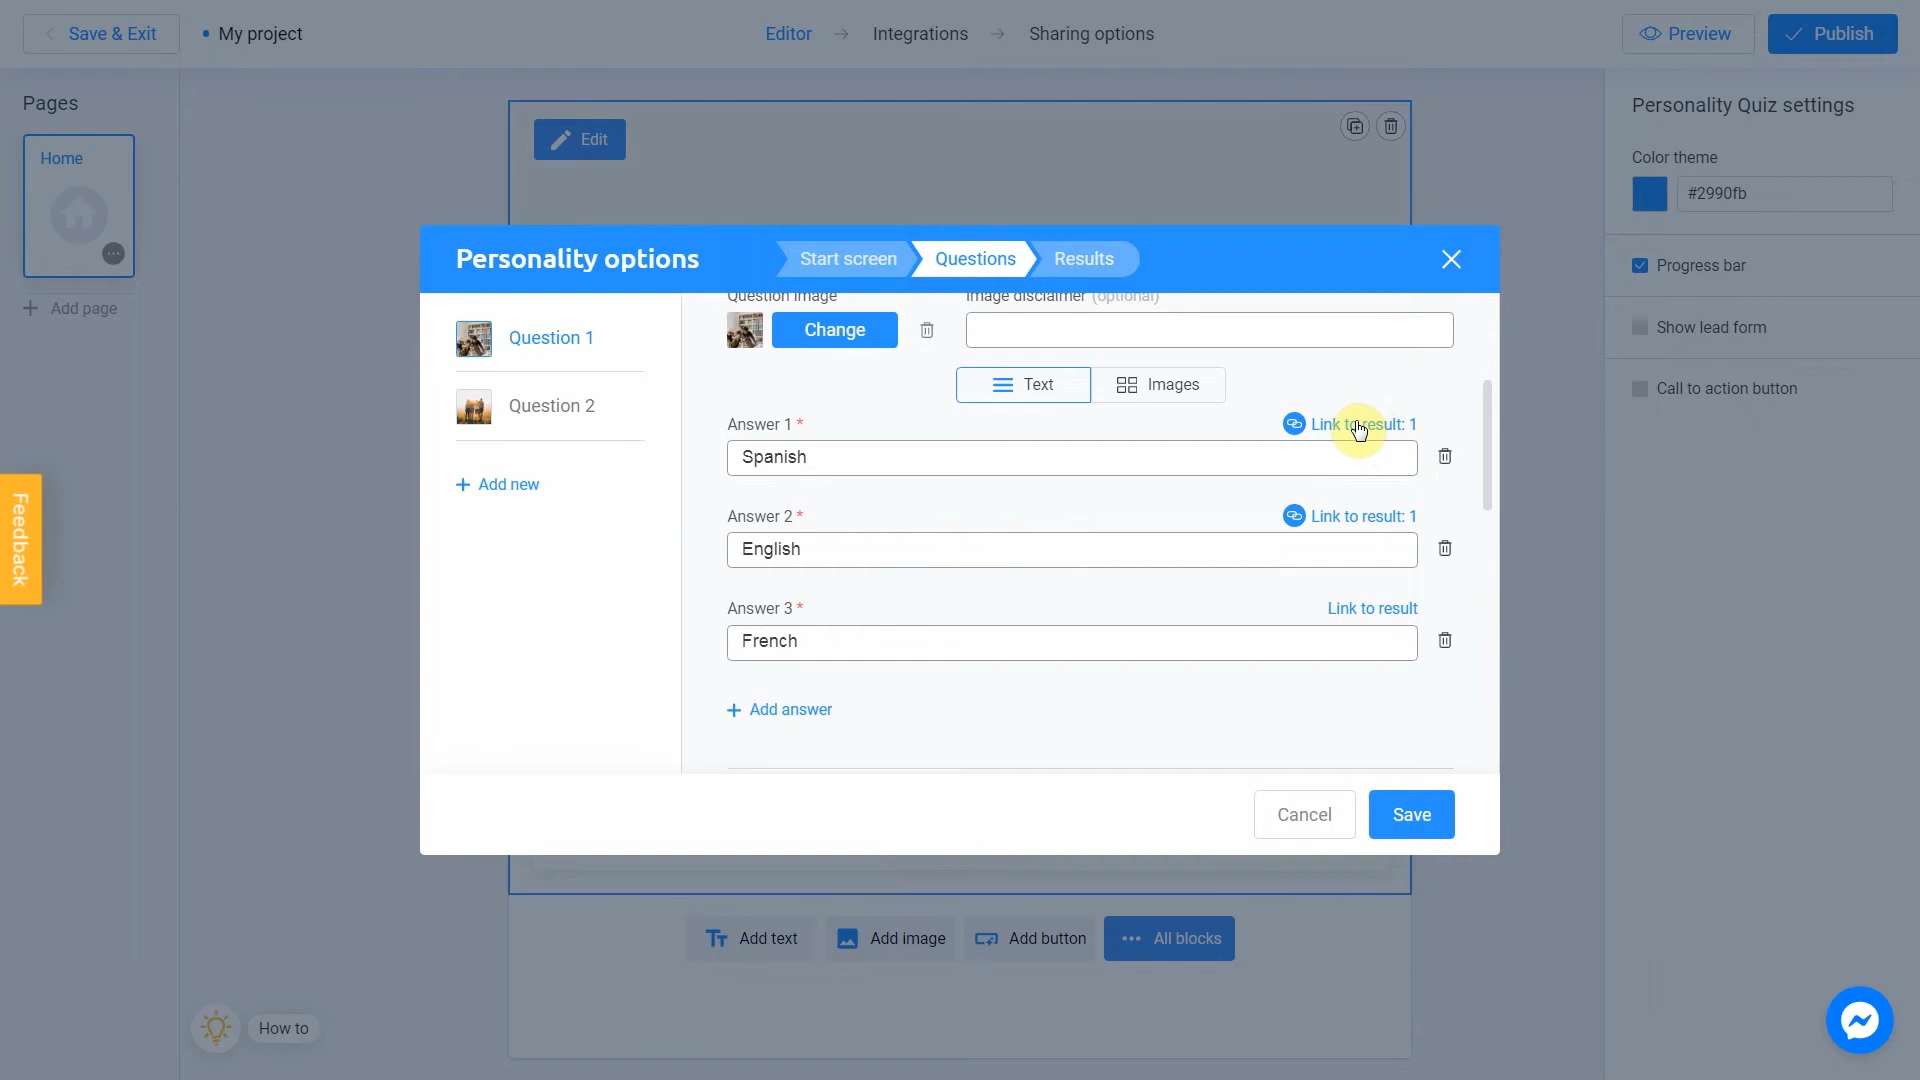 Save & Exit
My project
Editor
Integrations
Sharing options
Preview
Publish
Pages
Home
Add page
Edit
Personality Quiz settings
Color theme
#2990fb
Progress bar
Show lead form
Call to action button
Personality options
Start screen
Questions
Results
Question 1
Question 2
Add new
Question image
Image disclaimer (optional)
Change
Text
Images
Answer 1 *
Link to result: 1
Spanish
Answer 2 *
Link to result: 1
English
Answer 3 *
Link to result
French
Add answer
Cancel
Save
Feedback
Add text
Add image
Add button
All blocks
How to